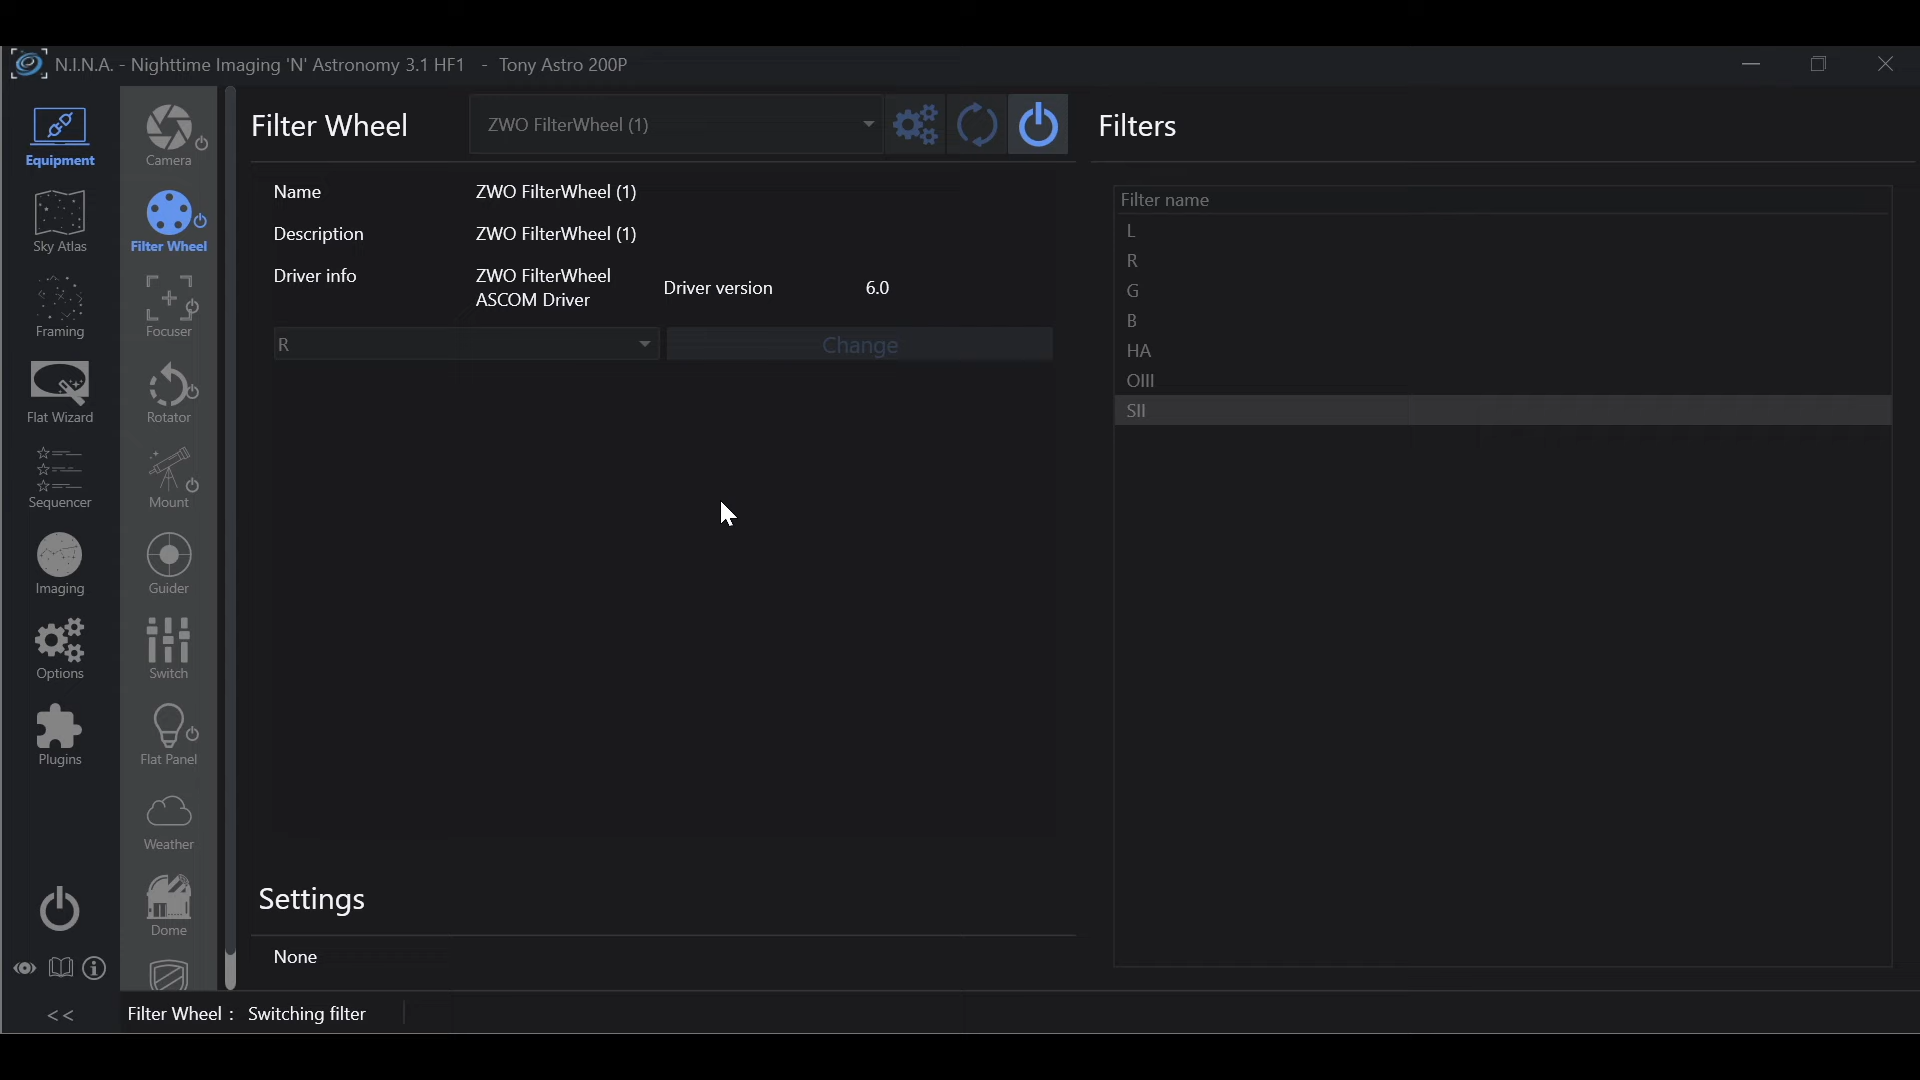 N.I.N.A. - Nighttime Imaging 'N' Astronomy 3.1 HF1 - Tony Astro 200P
Equipment
Sky Atlas
Framing
Flat Wizard
Sequencer
Imaging
Options
Plugins
<<
Camera
Filter Wheel
Focuser
Rotator
Mount
Guider
Switch
Flat Panel
Weather
Dome
Filter Wheel
ZWO FilterWheel (1)
Name ZWO FilterWheel (1)
Description ZWO FilterWheel (1)
Driver info ZWO FilterWheel
ASCOM Driver
Driver version 6.0
R
Change
Settings
None
Filters
Filter name
L
R
G
B
HA
OIII
SII
Filter Wheel : Switching filter